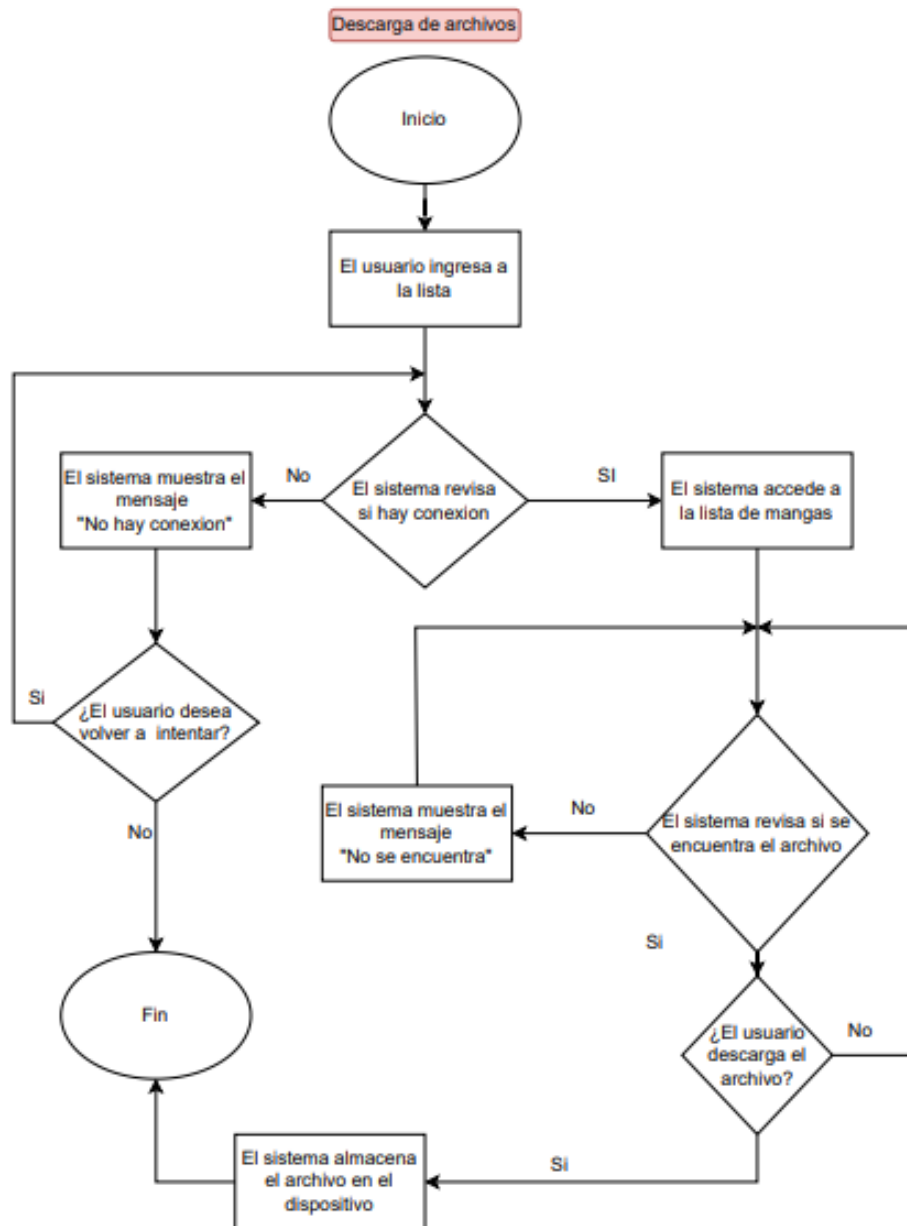 Descarga de archivos
Inicio
El usuario ingresa a
la lista
El sistema muestra el
mensaje
"No hay conexion"
No
El sistema revisa
si hay conexion
SI
El sistema accede a
la lista de mangas
Si
¿El usuario desea
volver a intentar?
No
El sistema muestra el
mensaje
"No se encuentra"
No
El sistema revisa si se
encuentra el archivo
Si
Fin
¿El usuario
descarga el
archivo?
No
El sistema almacena
el archivo en el
dispositivo
Si